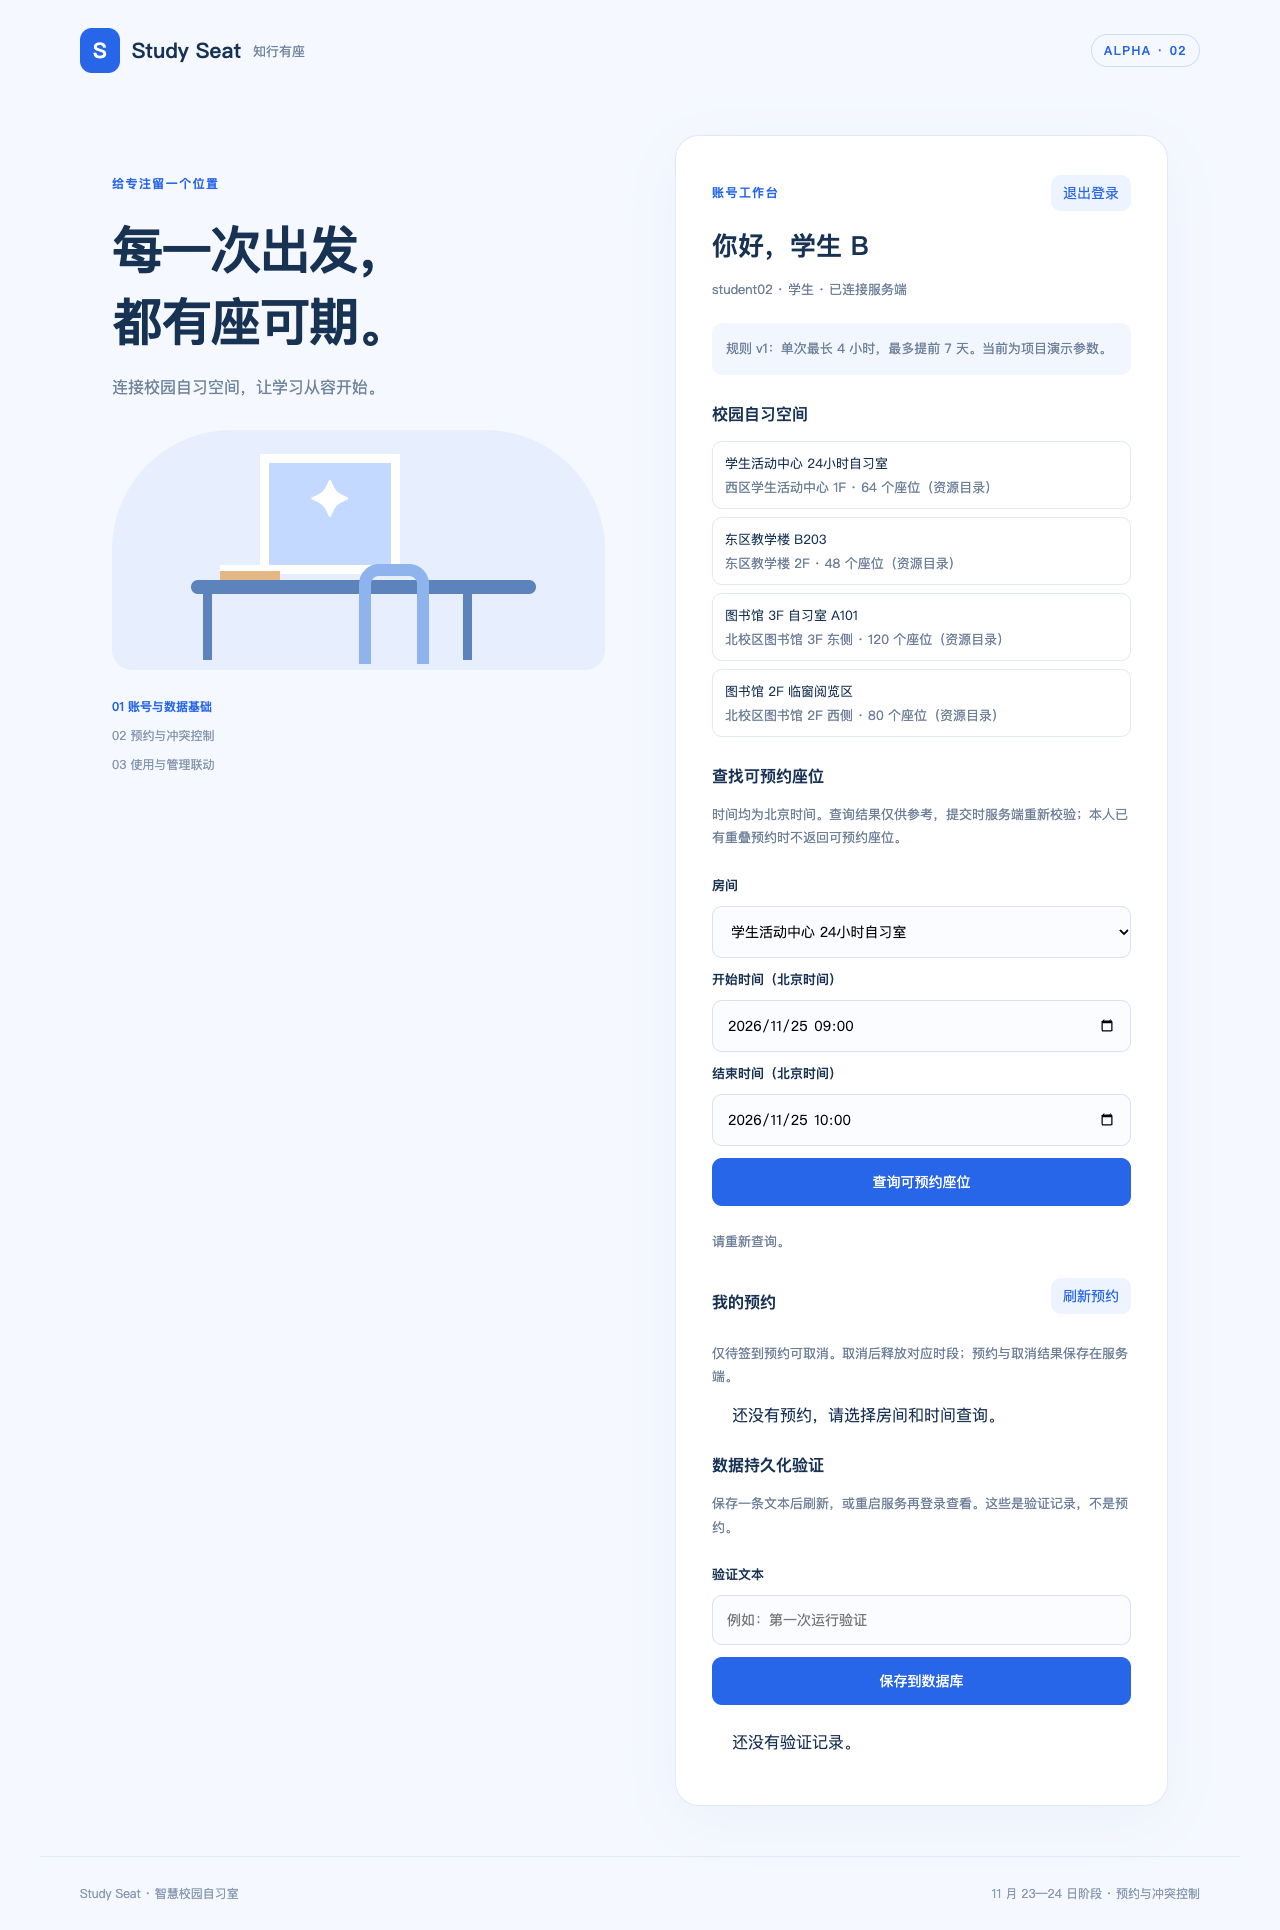 S Study Seat 知行有座
ALPHA · 02
给专注留一个位置
每一次出发，
都有座可期。
连接校园自习空间，让学习从容开始。
01 账号与数据基础
02 预约与冲突控制
03 使用与管理联动
账号工作台
退出登录
你好，学生 B
student02 · 学生 · 已连接服务端
规则 v1：单次最长 4 小时，最多提前 7 天。当前为项目演示参数。
校园自习空间
学生活动中心 24小时自习室
西区学生活动中心 1F · 64 个座位（资源目录）
东区教学楼 B203
东区教学楼 2F · 48 个座位（资源目录）
图书馆 3F 自习室 A101
北校区图书馆 3F 东侧 · 120 个座位（资源目录）
图书馆 2F 临窗阅览区
北校区图书馆 2F 西侧 · 80 个座位（资源目录）
查找可预约座位
时间均为北京时间。查询结果仅供参考，提交时服务端重新校验；本人已
有重叠预约时不返回可预约座位。
房间
学生活动中心 24小时自习室
开始时间（北京时间）
2026/11/25 09:00
结束时间（北京时间）
2026/11/25 10:00
查询可预约座位
请重新查询。
我的预约
刷新预约
仅待签到预约可取消。取消后释放对应时段；预约与取消结果保存在服务
端。
还没有预约，请选择房间和时间查询。
数据持久化验证
保存一条文本后刷新，或重启服务再登录查看。这些是验证记录，不是预
约。
验证文本
例如：第一次运行验证
保存到数据库
还没有验证记录。
Study Seat · 智慧校园自习室
11 月 23—24 日阶段 · 预约与冲突控制